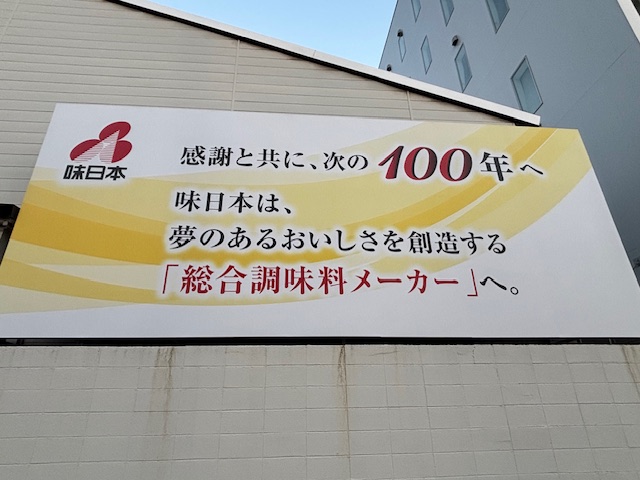 味日本
感謝と共に、次の100年へ
味日本は、
夢のあるおいしさを創造する
「総合調味料メーカー」へ。